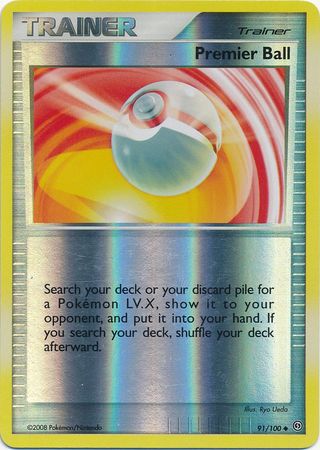 TRAINER
Trainer
Premier Ball
Search your deck or your discard pile for
a Pokémon LV.X, show it to your
opponent, and put it into your hand. If
you search your deck, shuffle your deck
afterward.
Illus. Ryo Ueda
©2008 Pokémon/Nintendo
91/100 ◆